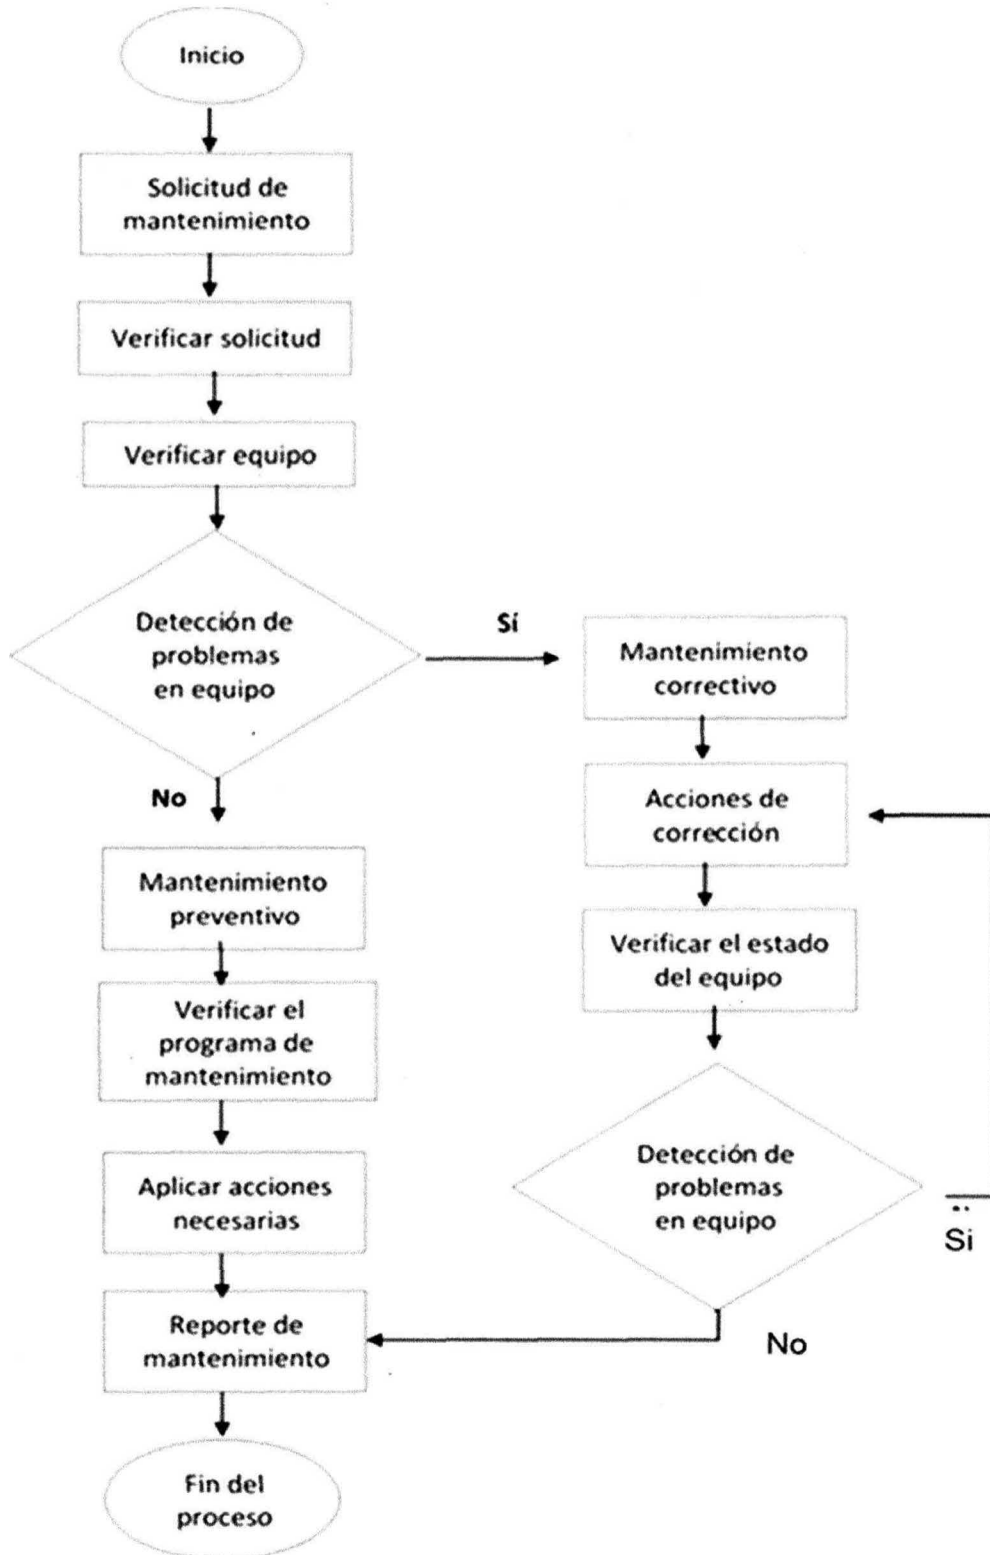 Inicio
Solicitud de
mantenimiento
Verificar solicitud
Verificar equipo
Detección de
problemas
en equipo
Sí
Mantenimiento
correctivo
No
Acciones de
corrección
Mantenimiento
preventivo
Verificar el estado
del equipo
Verificar el
programa de
mantenimiento
Detección de
problemas
en equipo
Si
Aplicar acciones
necesarias
No
Reporte de
mantenimiento
Fin del
proceso